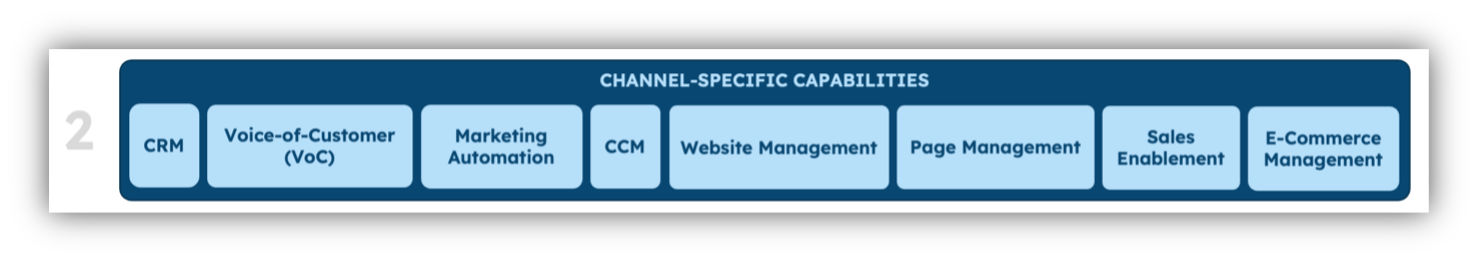 2
CHANNEL-SPECIFIC CAPABILITIES
CRM
Voice-of-Customer
(VoC)
Marketing
Automation
CCM
Website Management
Page Management
Sales
Enablement
E-Commerce
Management